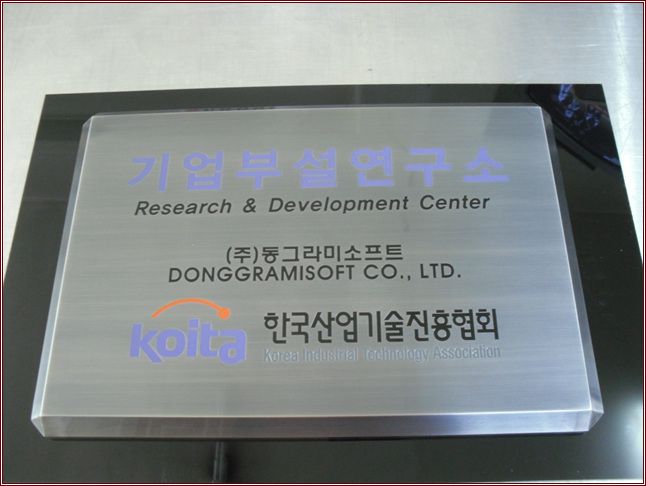 기업부설연구소
Research & Development Center
(주)동그라미소프트
DONGGRAMISOFT CO., LTD.
koita 한국산업기술진흥협회
Korea Industrial Technology Association